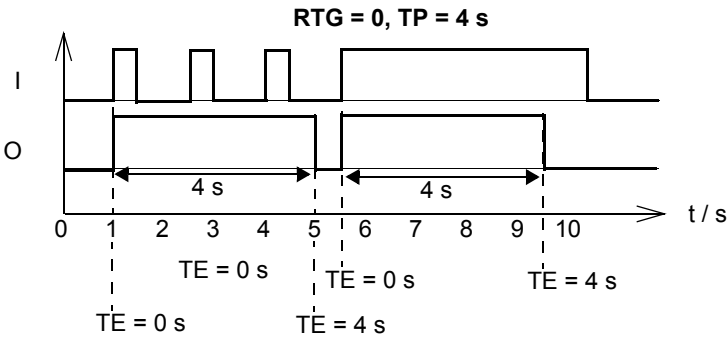 RTG = 0, TP = 4 s
I
O
4 s
4 s
t / s
0 1 2 3 4 5 6 7 8 9 10
TE = 0 s
TE = 0 s
TE = 4 s
TE = 0 s
TE = 4 s